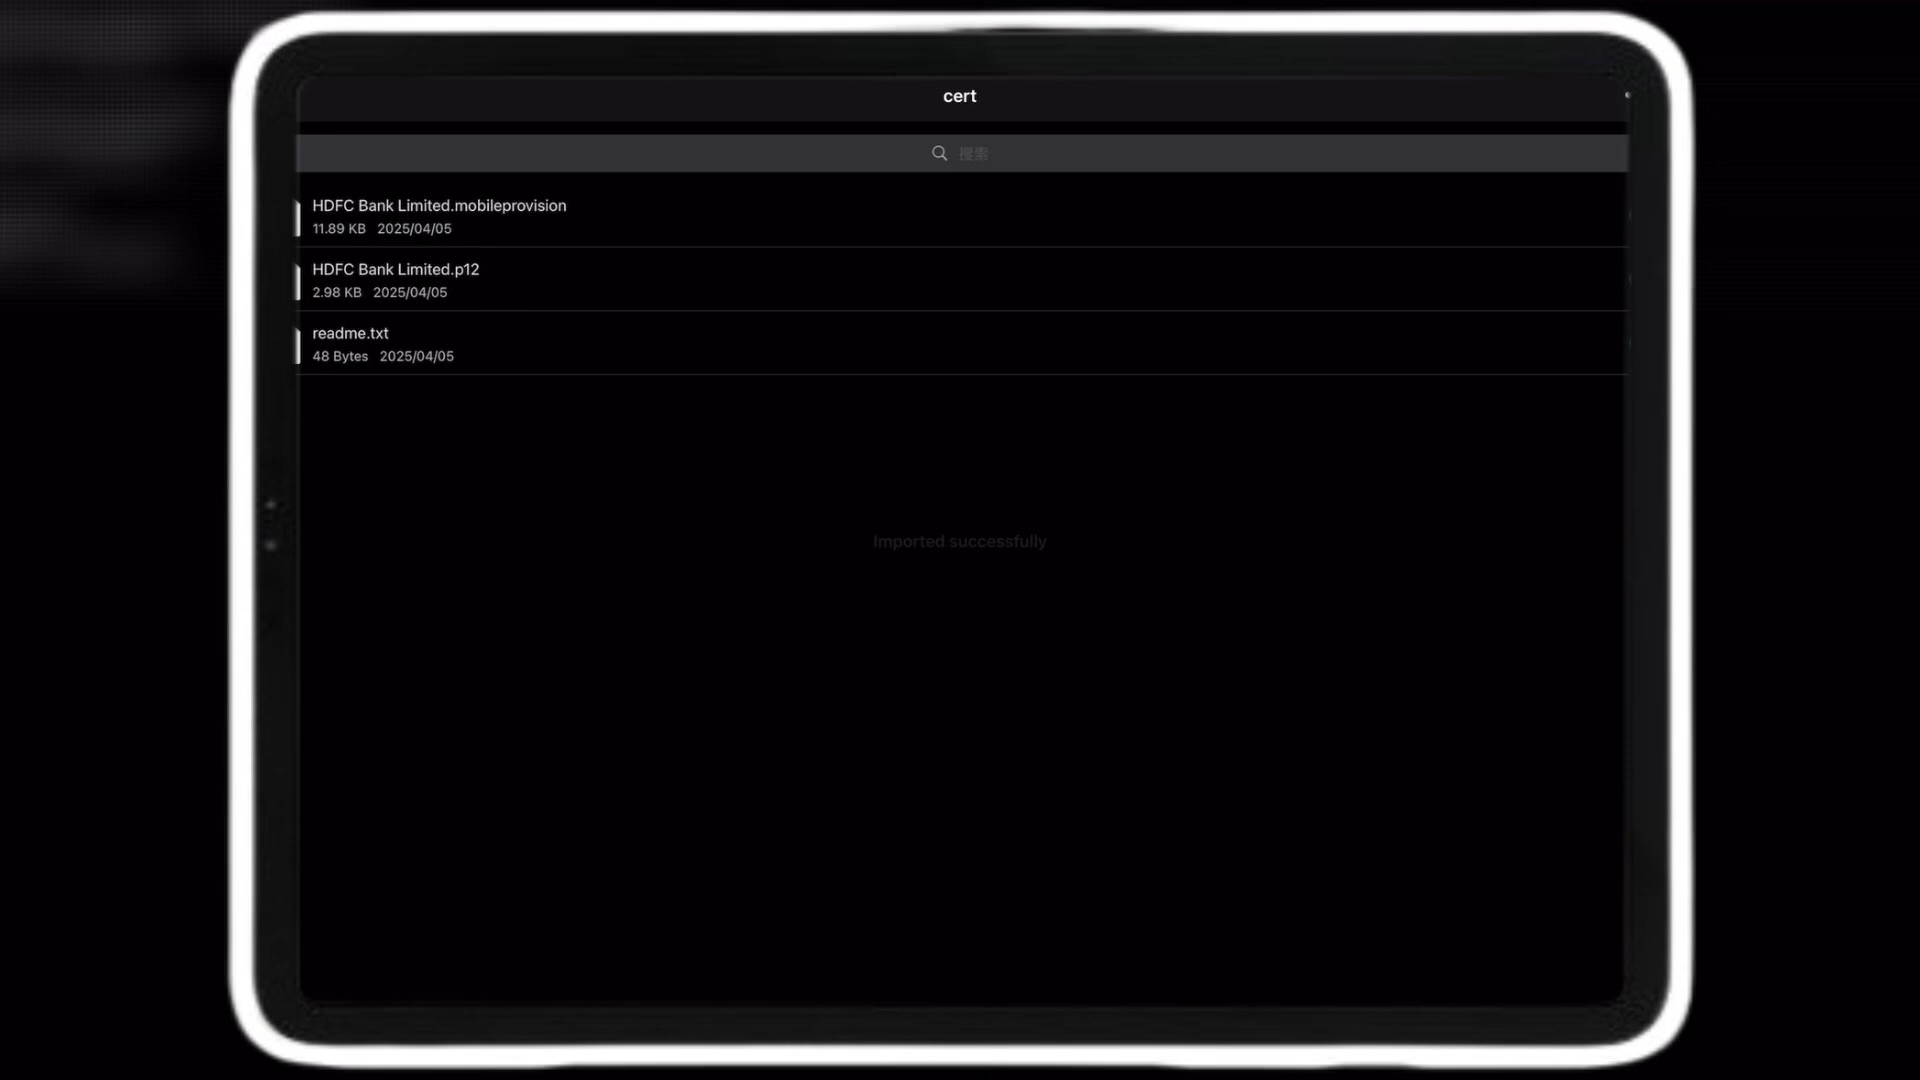 cert
搜索
HDFC Bank Limited.mobileprovision
11.89 KB 2025/04/05
HDFC Bank Limited.p12
2.98 KB 2025/04/05
readme.txt
48 Bytes 2025/04/05
Imported successfully